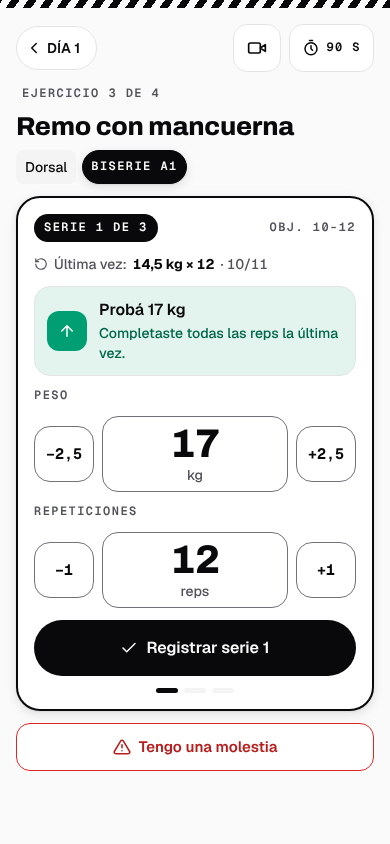 DÍA 1
90 S
EJERCICIO 3 DE 4
Remo con mancuerna
Dorsal
BISERIE A1
SERIE 1 DE 3
OBJ. 10-12
Última vez: 14,5 kg × 12 · 10/11
Probá 17 kg
Completaste todas las reps la última
vez.
PESO
−2,5
17
kg
+2,5
REPETICIONES
−1
12
reps
+1
Registrar serie 1
Tengo una molestia